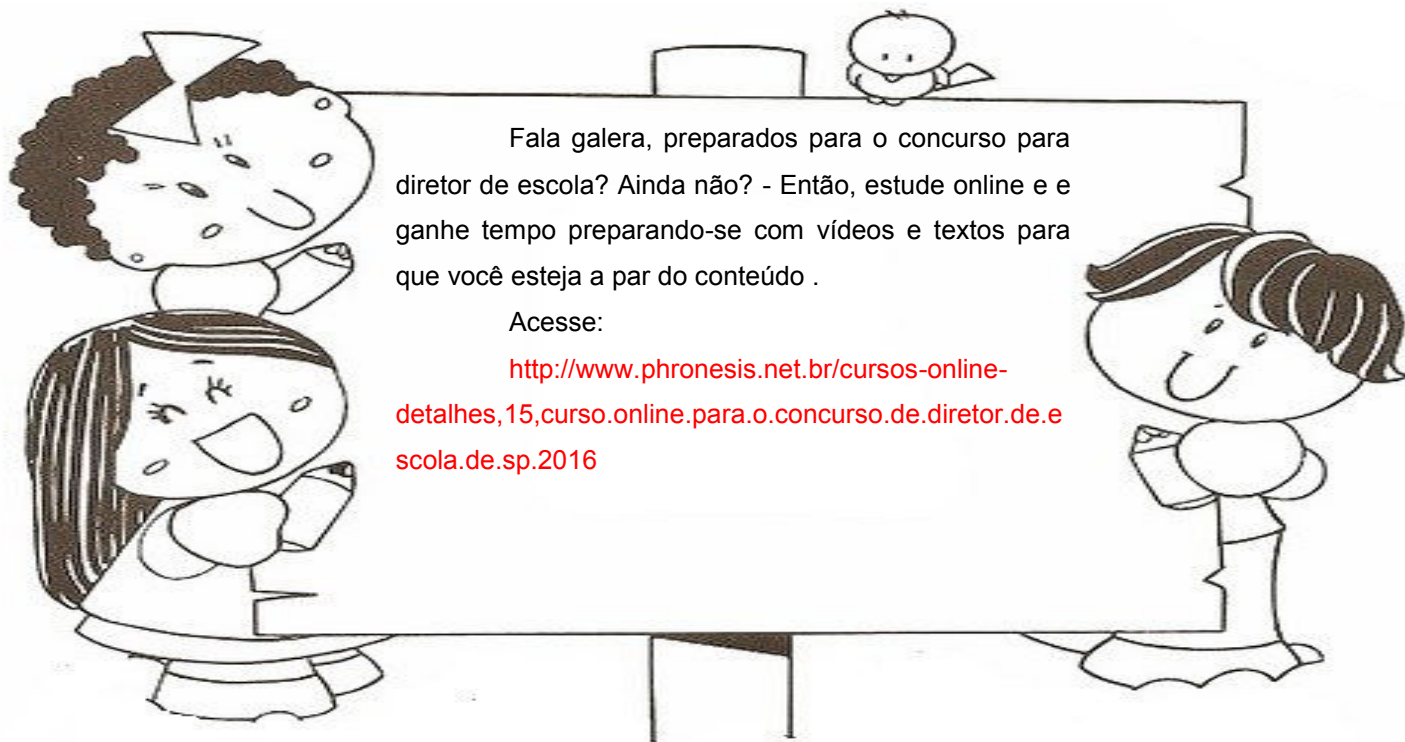 Fala galera, preparados para o concurso para
diretor de escola? Ainda não? - Então, estude online e e
ganhe tempo preparando-se com vídeos e textos para
que você esteja a par do conteúdo .
Acesse:
http://www.phronesis.net.br/cursos-online-
detalhes,15,curso.online.para.o.concurso.de.diretor.de.e
scola.de.sp.2016